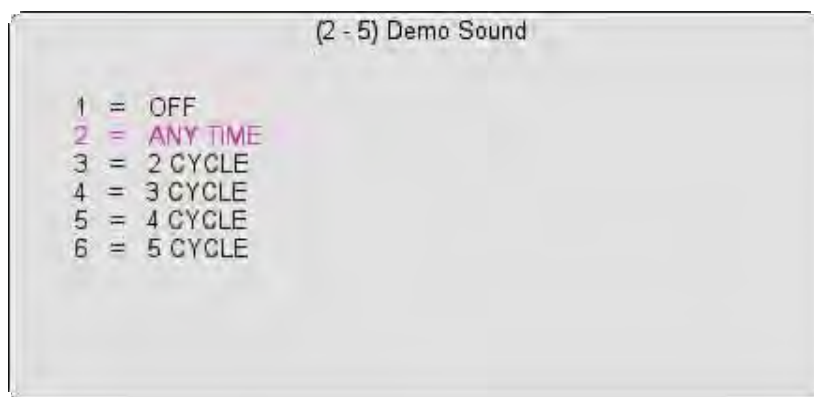 (2 - 5) Demo Sound
1 = OFF
2 = ANY TIME
3 = 2 CYCLE
4 = 3 CYCLE
5 = 4 CYCLE
6 = 5 CYCLE